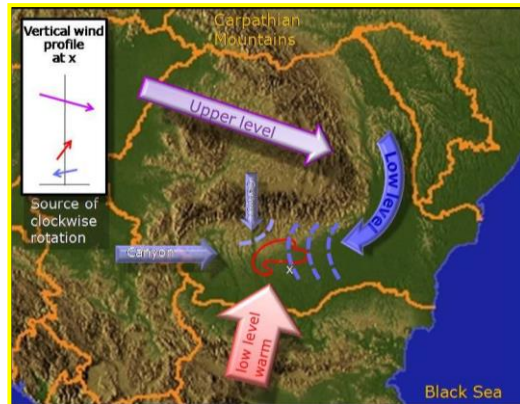 Carpathian
Mountains
Vertical wind
profile
at x
Source of
clockwise
rotation
Upper level
Low level
Canyon
x
low level
warm
Black Sea